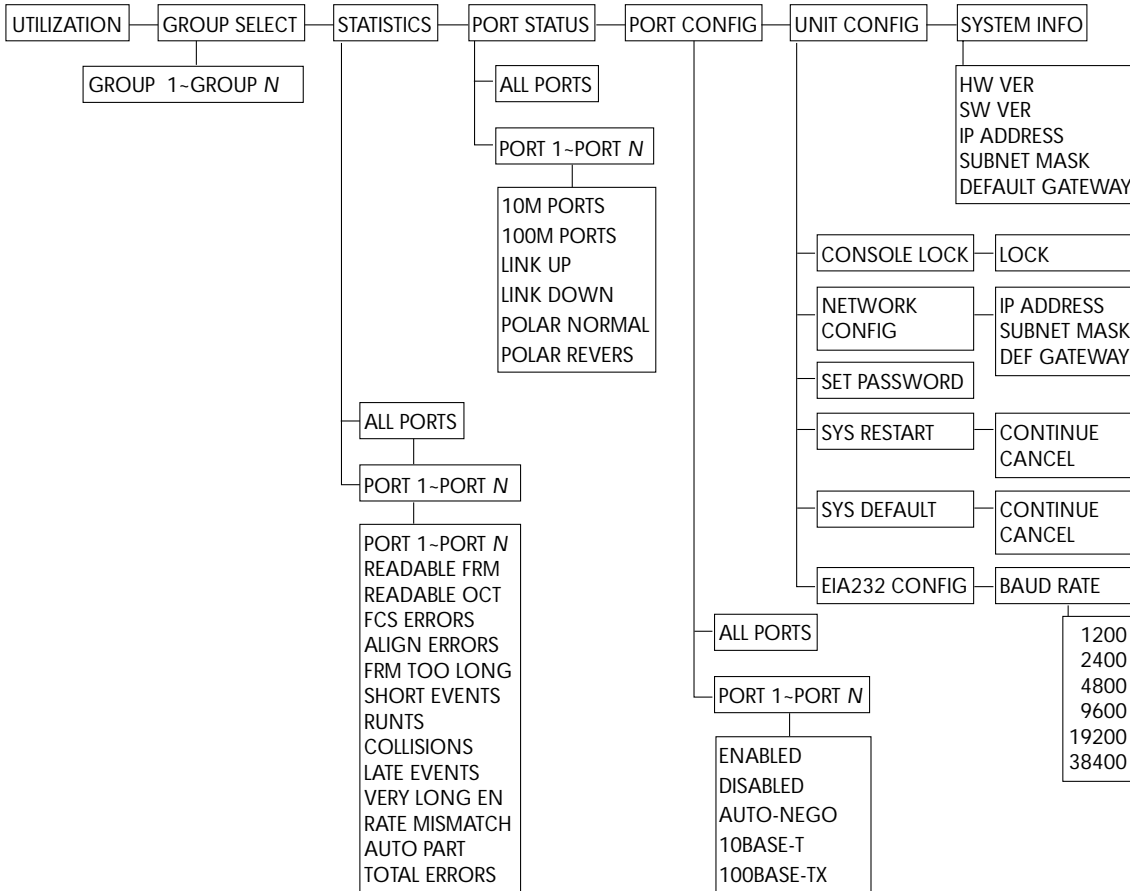 UTILIZATION
GROUP SELECT
STATISTICS
PORT STATUS
PORT CONFIG
UNIT CONFIG
SYSTEM INFO
GROUP 1~GROUP N
ALL PORTS
PORT 1~PORT N
10M PORTS
100M PORTS
LINK UP
LINK DOWN
POLAR NORMAL
POLAR REVERS
HW VER
SW VER
IP ADDRESS
SUBNET MASK
DEFAULT GATEWAY
CONSOLE LOCK
LOCK
NETWORK
CONFIG
IP ADDRESS
SUBNET MASK
DEF GATEWAY
SET PASSWORD
SYS RESTART
CONTINUE
CANCEL
SYS DEFAULT
CONTINUE
CANCEL
EIA232 CONFIG
BAUD RATE
1200
2400
4800
9600
19200
38400
ALL PORTS
PORT 1~PORT N
PORT 1~PORT N
READABLE FRM
READABLE OCT
FCS ERRORS
ALIGN ERRORS
FRM TOO LONG
SHORT EVENTS
RUNTS
COLLISIONS
LATE EVENTS
VERY LONG EN
RATE MISMATCH
AUTO PART
TOTAL ERRORS
ALL PORTS
PORT 1~PORT N
ENABLED
DISABLED
AUTO-NEGO
10BASE-T
100BASE-TX